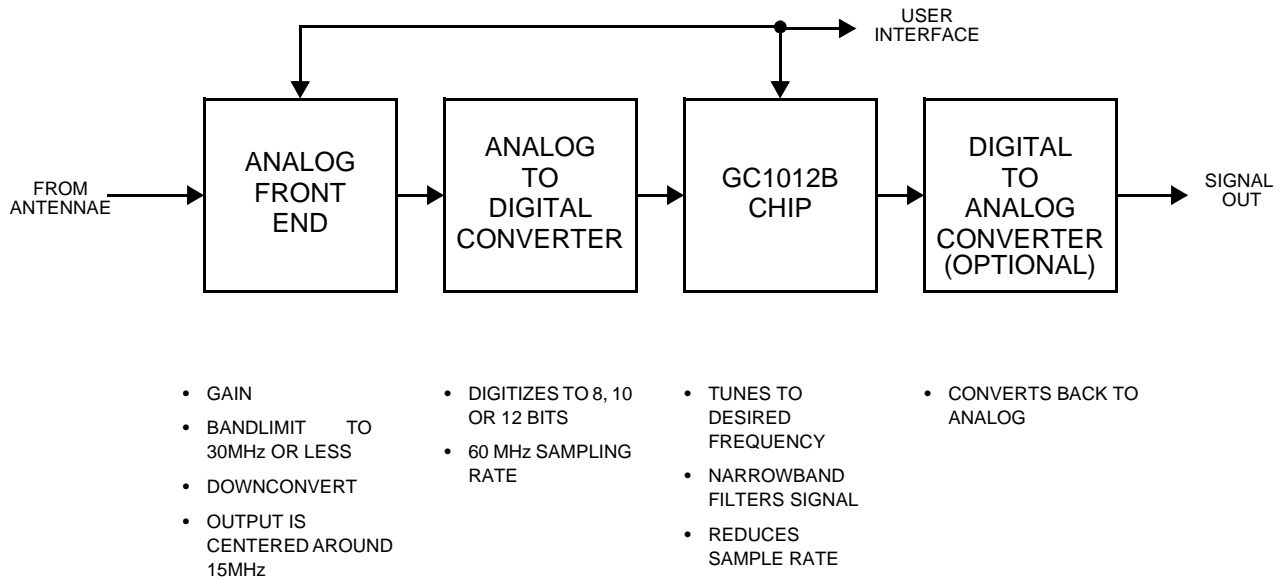 USER
INTERFACE
FROM
ANTENNAE
ANALOG
FRONT
END
ANALOG
TO
DIGITAL
CONVERTER
GC1012B
CHIP
DIGITAL
TO
ANALOG
CONVERTER
(OPTIONAL)
SIGNAL
OUT
• GAIN
• BANDLIMIT TO
30MHz OR LESS
• DOWNCONVERT
• OUTPUT IS
CENTERED AROUND
15MHz
• DIGITIZES TO 8, 10
OR 12 BITS
• 60 MHz SAMPLING
RATE
• TUNES TO
DESIRED
FREQUENCY
• NARROWBAND
FILTERS SIGNAL
• REDUCES
SAMPLE RATE
• CONVERTS BACK TO
ANALOG